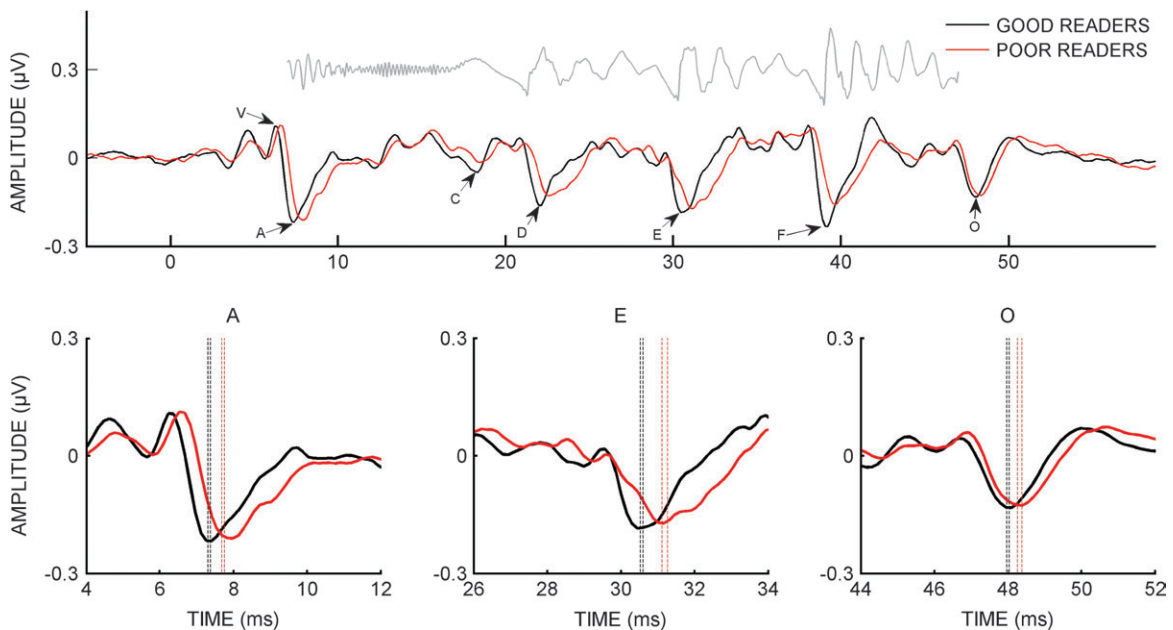 GOOD READERS
POOR READERS
AMPLITUDE (µV)
0.3
0
-0.3
V
A
C
D
E
F
O
0 10 20 30 40 50
A
E
O
AMPLITUDE (µV)
0.3
0
-0.3
4 6 8 10 12
TIME (ms)
0.3
0
-0.3
26 28 30 32 34
TIME (ms)
0.3
0
-0.3
44 46 48 50 52
TIME (ms)